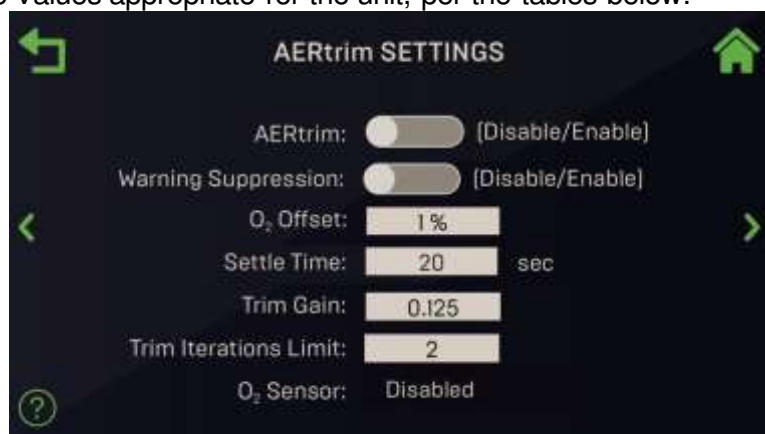 Values appropriate for the unit, per the tables below:
AERtrim SETTINGS
AERtrim: (Disable/Enable)
Warning Suppression: (Disable/Enable)
O₂ Offset: 1 %
Settle Time: 20 sec
Trim Gain: 0.125
Trim Iterations Limit: 2
O₂ Sensor: Disabled
?